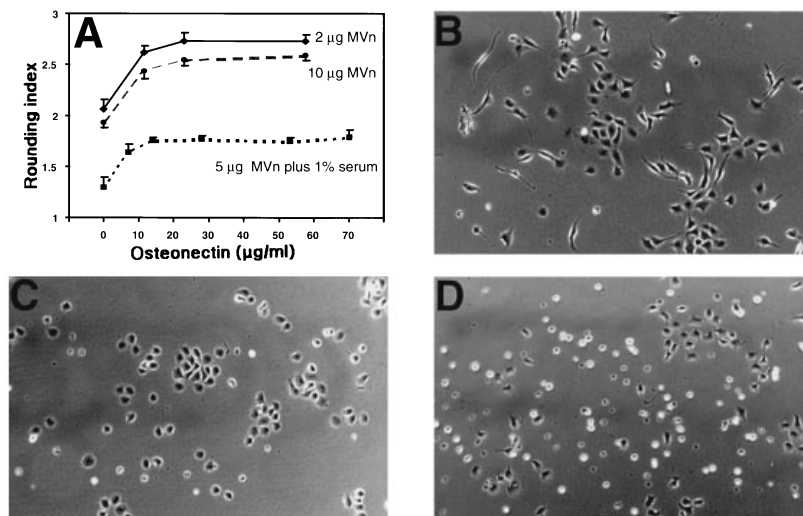 A
Rounding index
3
2.5
2
1.5
1
2 µg MVn
10 µg MVn
5 µg MVn plus 1% serum
0 10 20 30 40 50 60 70
Osteonectin (µg/ml)
B
C
D